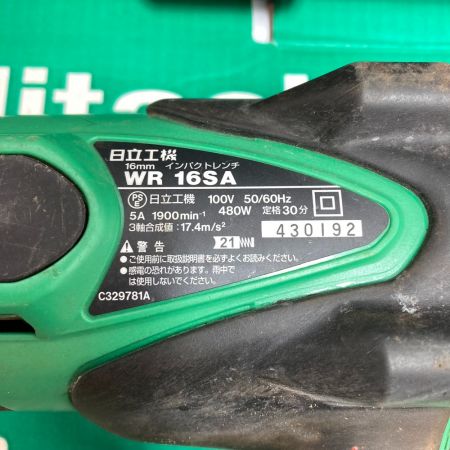 Hitachi
日立工機
16mm インパクトレンチ
WR 16SA
PSE 日立工機 100V 50/60Hz
5A 1900min⁻¹ 480W 定格30分
3軸合成値: 17.4m/s²
21
430192
⚠警告
●ご使用前に取扱説明書を必ずよくお読みください。
●感電の恐れがあります。雨中では
は使用しないでください。
C329781A